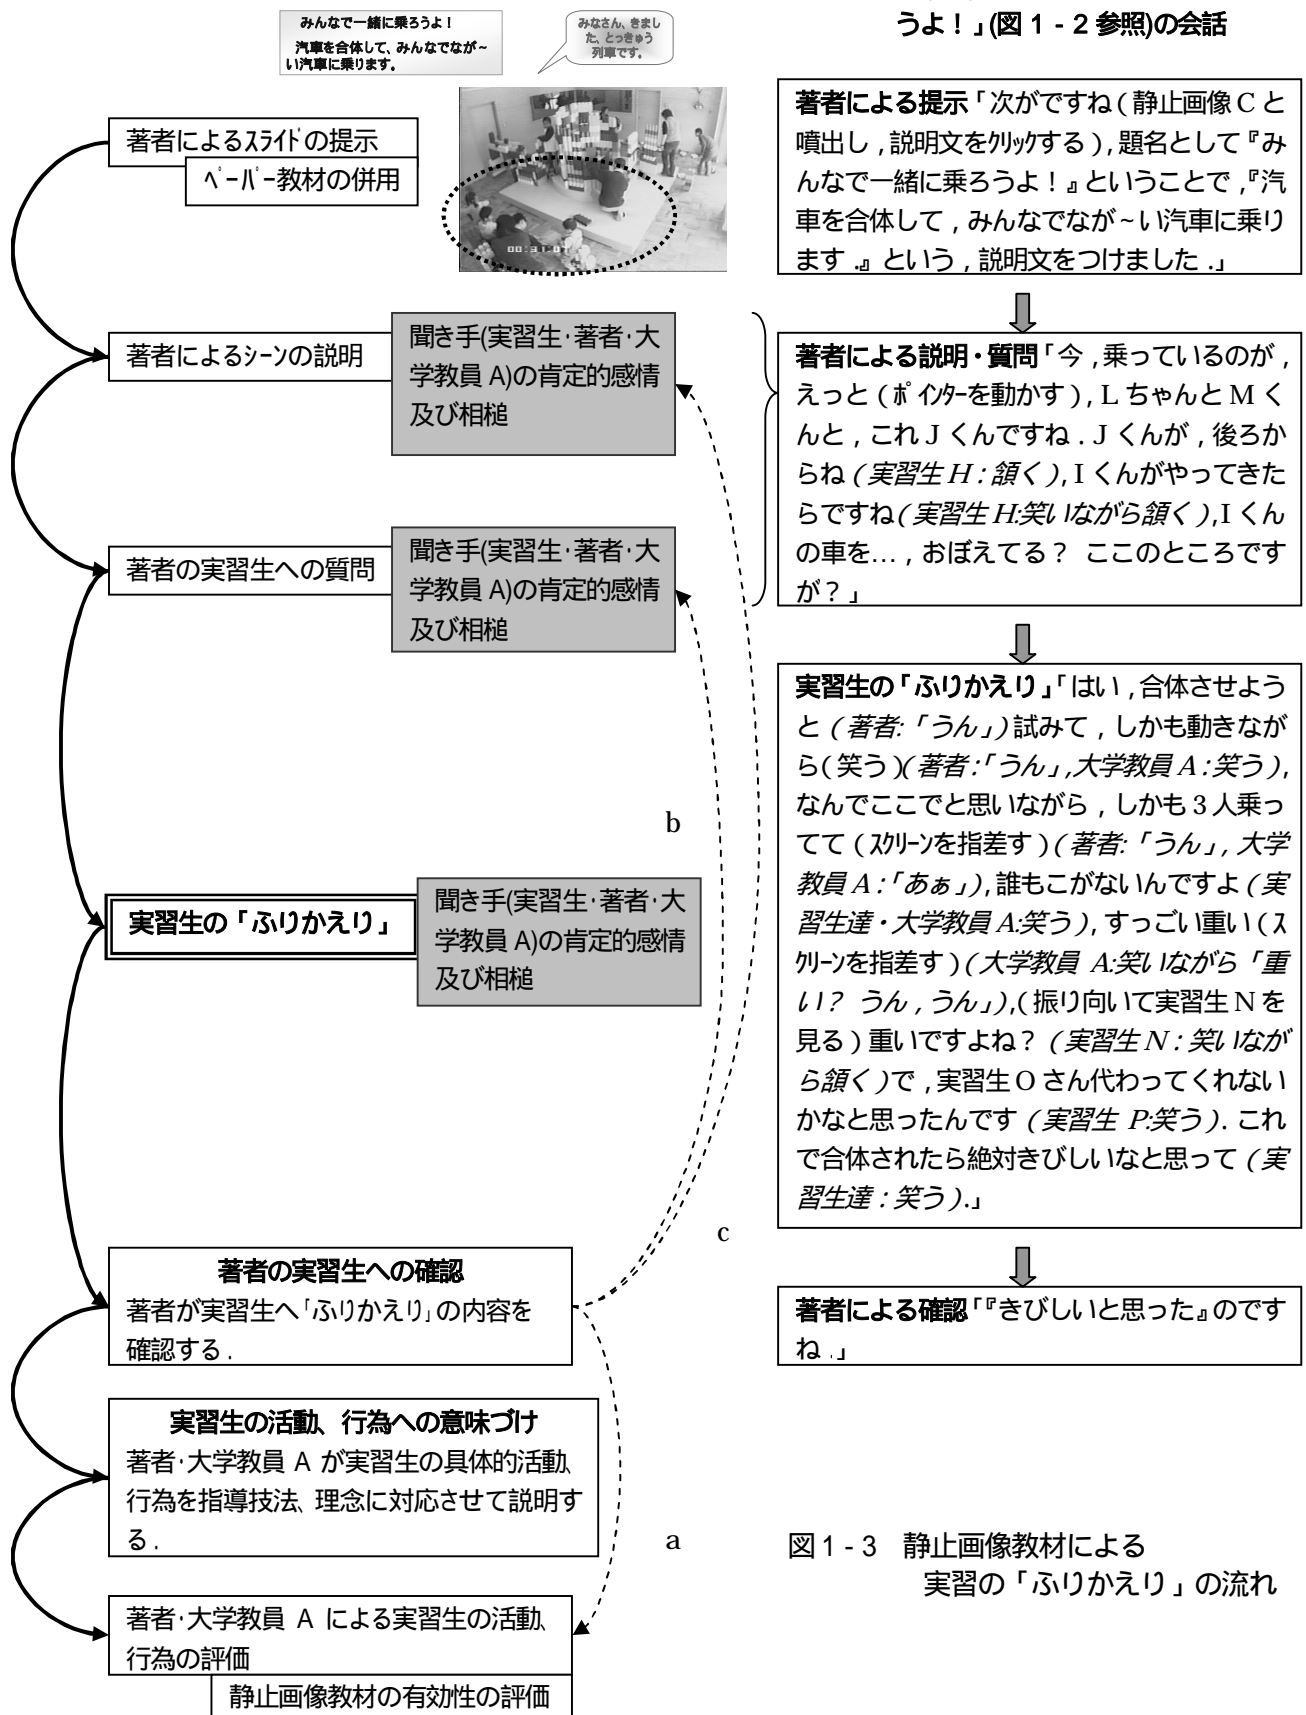 みんなで一緒に乗ろうよ！
汽車を合体して、みんなでなが～
い汽車に乗ります。
みなさん、きまし
た、とっきゅう
列車です。
00:31:07
著者によるｽﾗｲﾄﾞの提示
ﾍﾟｰﾊﾟｰ教材の併用
著者によるｼｰﾝの説明
聞き手(実習生･著者･大
学教員 A)の肯定的感情
及び相槌
著者の実習生への質問
聞き手(実習生･著者･大
学教員 A)の肯定的感情
及び相槌
b
実習生の「ふりかえり」
聞き手(実習生･著者･大
学教員 A)の肯定的感情
及び相槌
c
著者の実習生への確認
著者が実習生へ｢ふりかえり｣の内容を
確認する．
実習生の活動、行為への意味づけ
著者･大学教員 A が実習生の具体的活動、
行為を指導技法、理念に対応させて説明す
る．
a
著者･大学教員 A による実習生の活動、
行為の評価
静止画像教材の有効性の評価
うよ！」(図 1 - 2 参照)の会話
著者による提示「次がですね（静止画像 C と
噴出し，説明文をｸﾘｯｸする），題名として『み
んなで一緒に乗ろうよ！』ということで，『汽
車を合体して，みんなでなが～い汽車に乗り
ます．』という，説明文をつけました．」
著者による説明・質問「今，乗っているのが，
えっと（ﾎﾟｲﾝﾀｰを動かす），L ちゃんと M く
んと，これ J くんですね．J くんが，後ろか
らね（実習生 H：頷く），I くんがやってきた
らですね（実習生 H:笑いながら頷く），I くん
の車を…，おぼえてる？ ここのところです
が？」
実習生の「ふりかえり」「はい，合体させよう
と（著者:「うん」）試みて，しかも動きなが
ら（笑う）（著者：「うん」，大学教員 A：笑う），
なんでここでと思いながら，しかも 3 人乗っ
てて（ｽｸﾘｰﾝを指差す）（著者:「うん」，大学
教員 A：「あぁ」），誰もこがないんですよ（実
習生達・大学教員 A:笑う），すっごい重い（ｽ
ｸﾘｰﾝを指差す）（大学教員 A:笑いながら「重
い？ うん，うん」），（振り向いて実習生 N を
見る）重いですよね？（実習生 N：笑いなが
ら頷く）で，実習生 O さん代わってくれない
かなと思ったんです（実習生 P:笑う）．これ
で合体されたら絶対きびしいなと思って（実
習生達：笑う）．」
著者による確認「『きびしいと思った』のです
ね．」
図 1 - 3 静止画像教材による
実習の「ふりかえり」の流れ